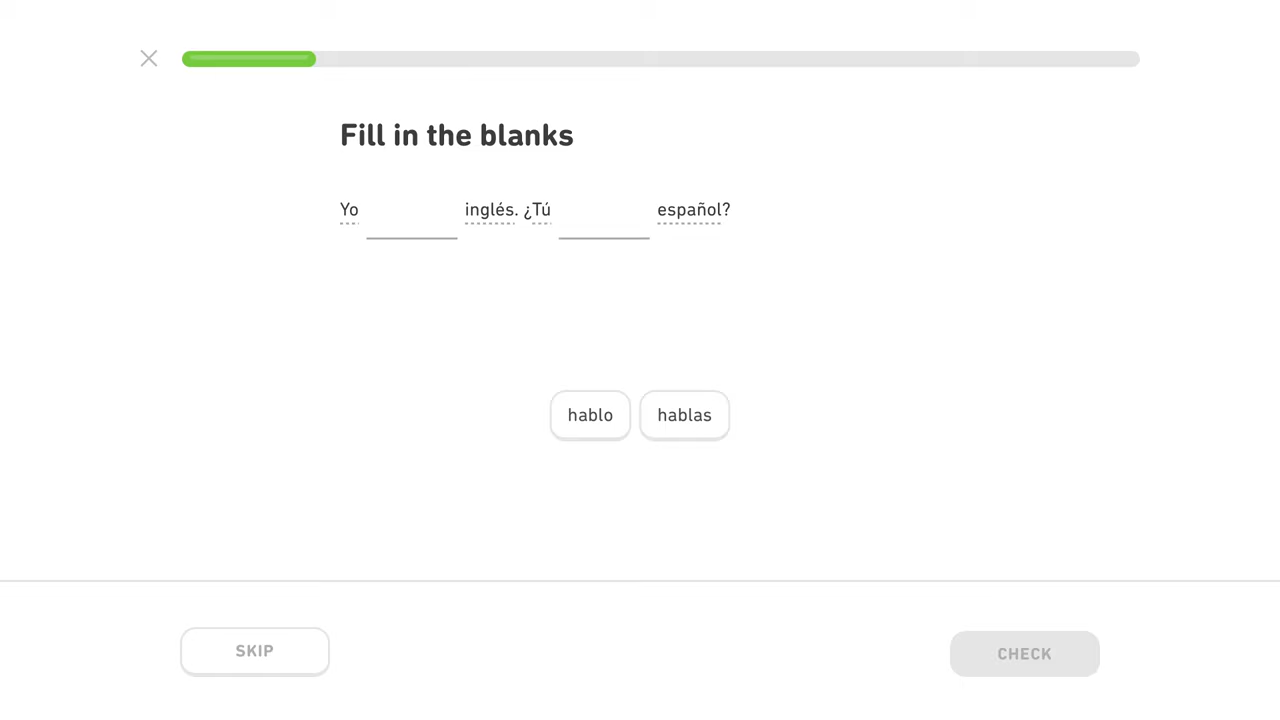 Fill in the blanks
Yo inglés. ¿Tú español?
hablo hablas
SKIP CHECK